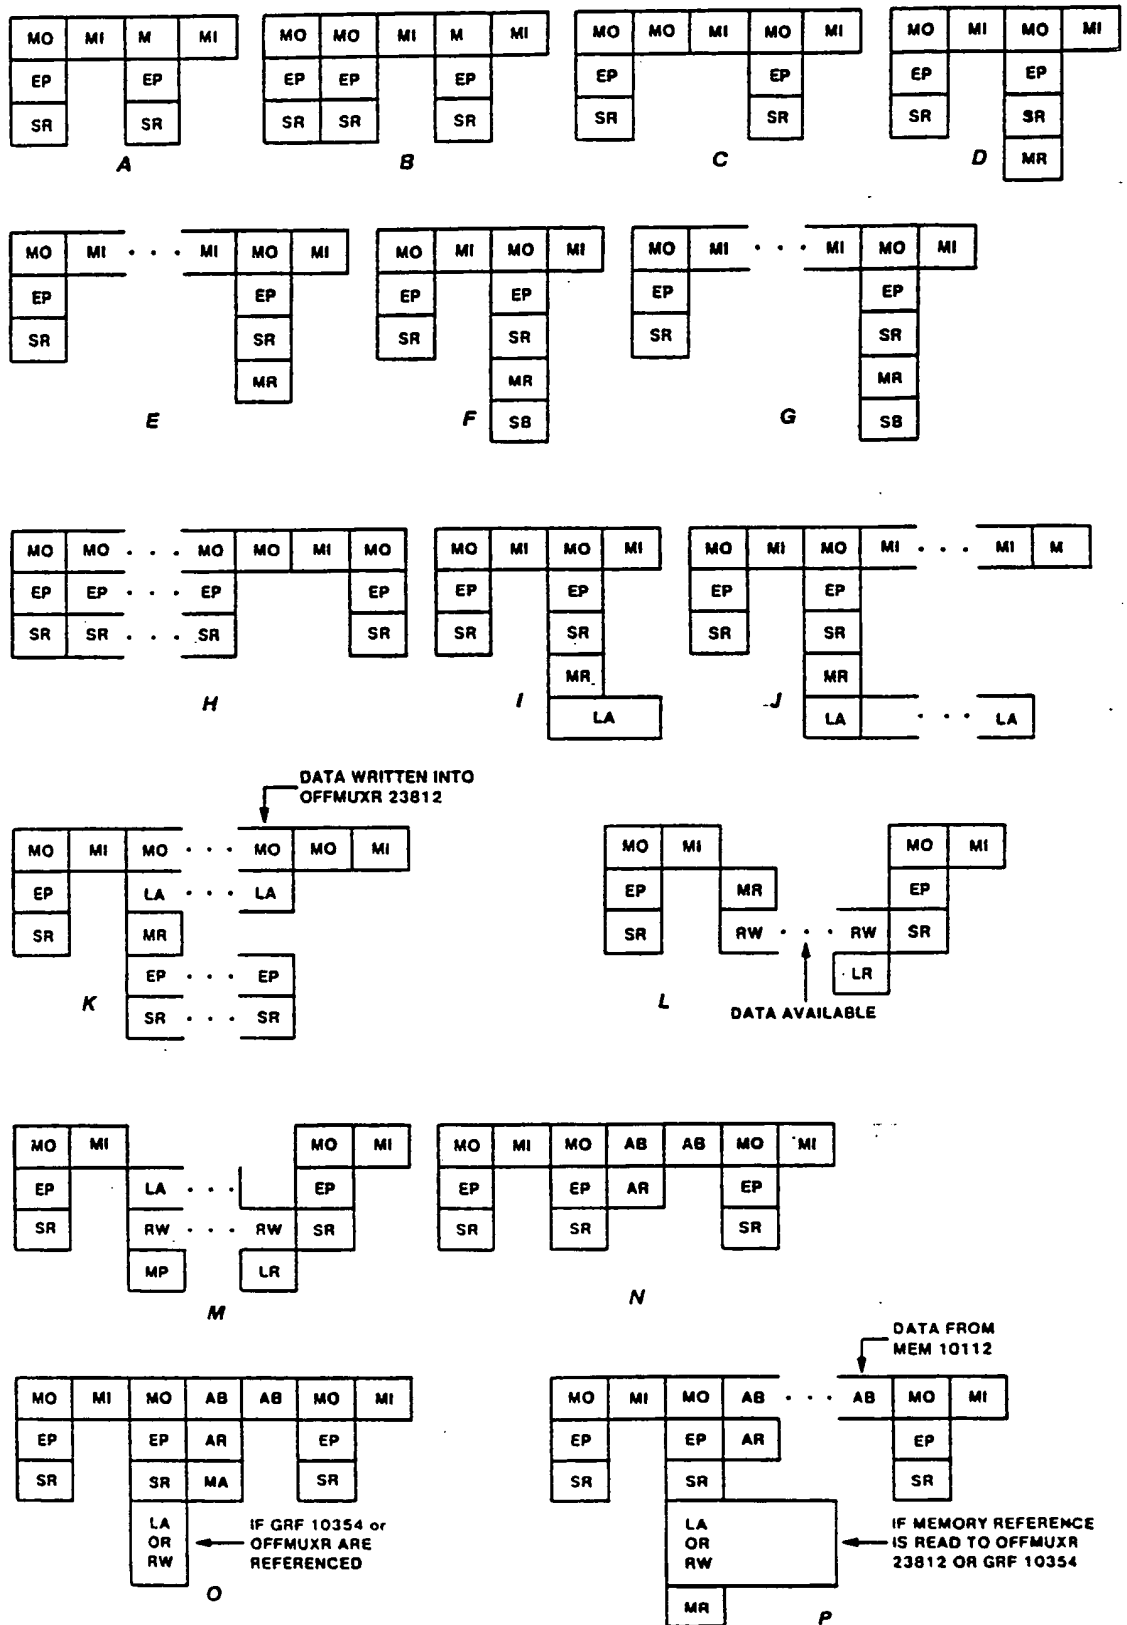 MO MI M MI MO MO MI M MI MO MO MI MO MI MO MI MO MI
EP EP EP EP EP EP EP EP EP
SR SR SR SR SR SR SR SR SR
A B C D MR
MO MI · · · MI MO MI MO MI MO MI MO MI · · · MI MO MI
EP EP EP EP EP EP
SR SR SR SR SR SR
MR MR MR
E F SB G SB
MO MO · · · MO MO MI MO MO MI MO MI MO MI MO MI · · · MI M
EP EP · · · EP EP EP EP EP EP
SR SR · · · SR SR SR SR SR SR
MR MR
H I LA J LA · · · LA
DATA WRITTEN INTO
OFFMUXR 23812
MO MI MO · · · MO MO MI MO MI MO MI
EP LA · · · LA EP MR EP
SR MR SR RW · · · RW SR
EP · · · EP LR
K SR · · · SR L DATA AVAILABLE
MO MI MO MI MO MI MO AB AB MO MI
EP LA · · · EP EP EP AR EP
SR RW · · · RW SR SR SR SR
MP LR
M N
DATA FROM
MEM 10112
MO MI MO AB AB MO MI MO MI MO AB · · · AB MO MI
EP EP AR EP EP EP AR EP
SR SR MA SR SR SR SR
LA
OR
RW
IF GRF 10354 or
OFFMUXR ARE
REFERENCED
O
LA
OR
RW
IF MEMORY REFERENCE
IS READ TO OFFMUXR
23812 OR GRF 10354
MR
P